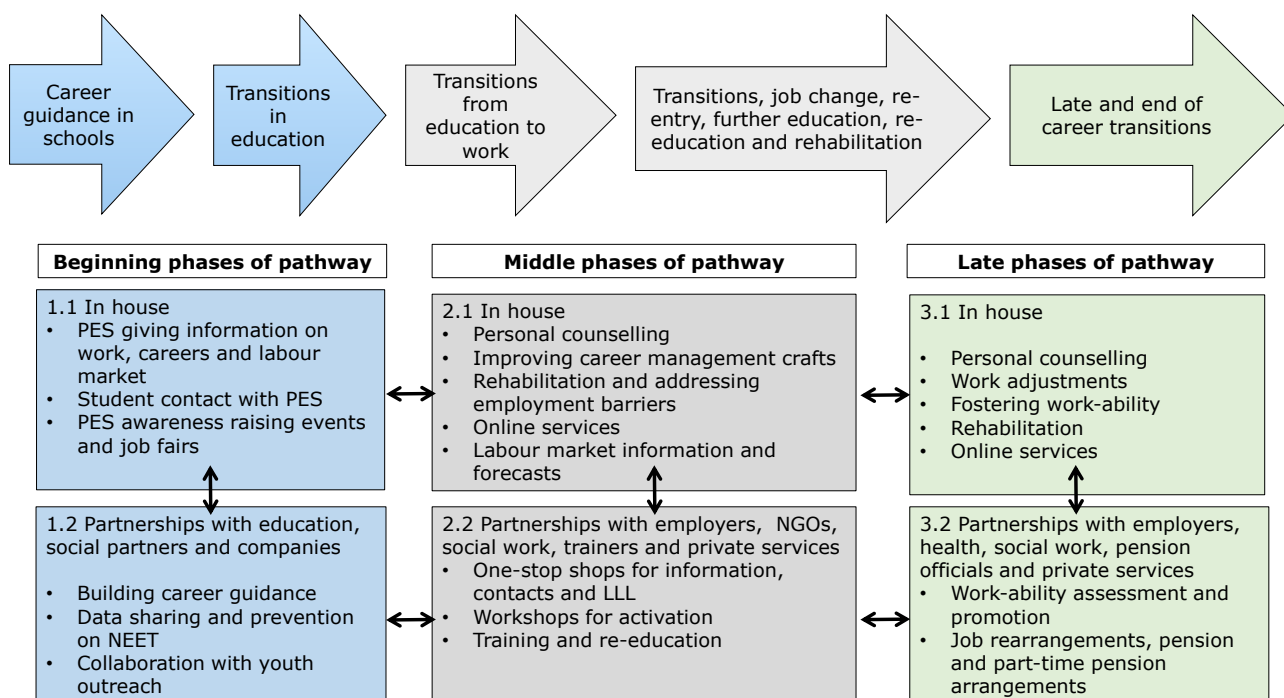 Career
guidance in
schools
Transitions
in
education
Transitions
from
education to
work
Transitions, job change, re-
entry, further education, re-
education and rehabilitation
Late and end of
career transitions
Beginning phases of pathway
Middle phases of pathway
Late phases of pathway
1.1 In house
• PES giving information on
work, careers and labour
market
• Student contact with PES
• PES awareness raising events
and job fairs
2.1 In house
• Personal counselling
• Improving career management crafts
• Rehabilitation and addressing
employment barriers
• Online services
• Labour market information and
forecasts
3.1 In house
• Personal counselling
• Work adjustments
• Fostering work-ability
• Rehabilitation
• Online services
1.2 Partnerships with education,
social partners and companies
• Building career guidance
• Data sharing and prevention
on NEET
• Collaboration with youth
outreach
2.2 Partnerships with employers, NGOs,
social work, trainers and private services
• One-stop shops for information,
contacts and LLL
• Workshops for activation
• Training and re-education
3.2 Partnerships with employers,
health, social work, pension
officials and private services
• Work-ability assessment and
promotion
• Job rearrangements, pension
and part-time pension
arrangements